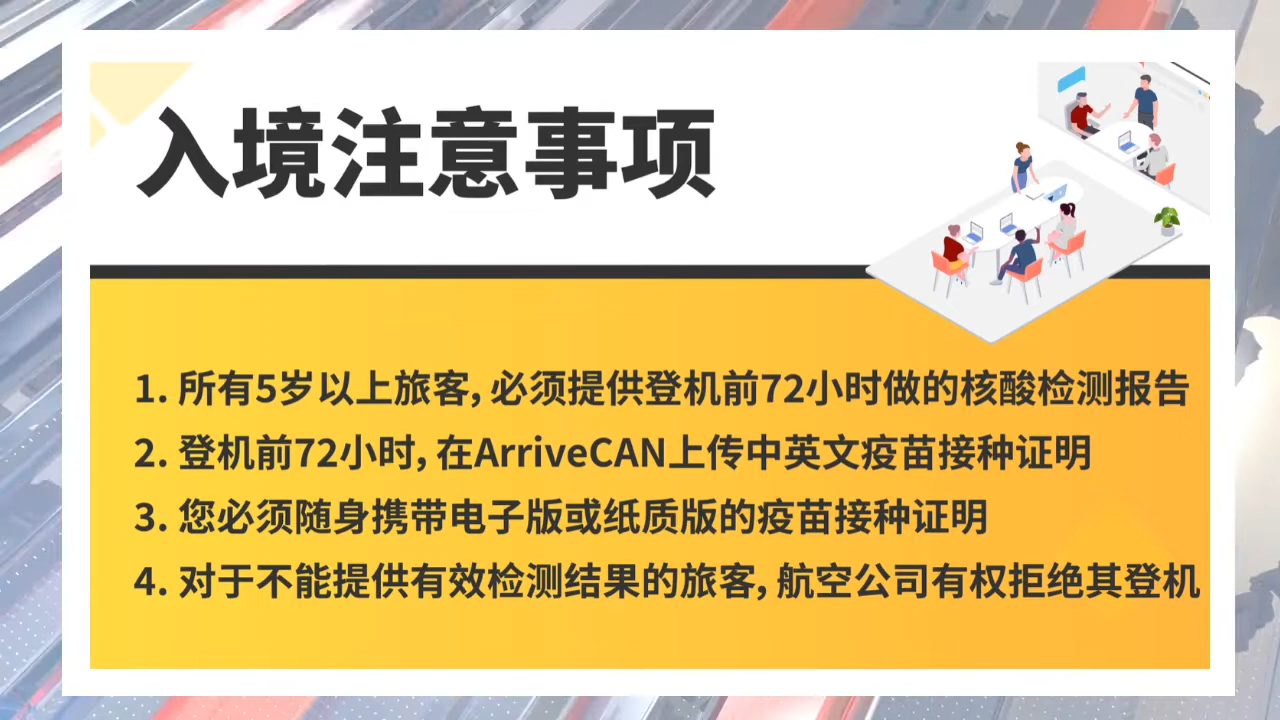 入境注意事项
1. 所有5岁以上旅客, 必须提供登机前72小时做的核酸检测报告
2. 登机前72小时, 在ArriveCAN上传中英文疫苗接种证明
3. 您必须随身携带电子版或纸质版的疫苗接种证明
4. 对于不能提供有效检测结果的旅客, 航空公司有权拒绝其登机